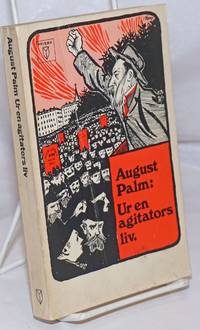 August Palm: Ur en agitators liv
August
Palm:
Ur en
agitators
liv.